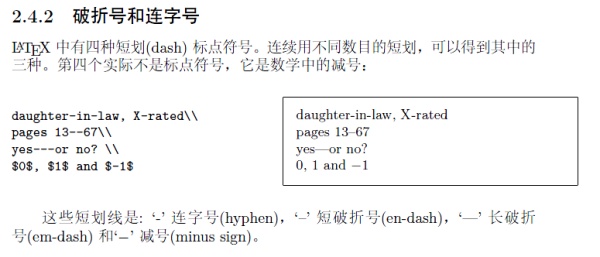 2.4.2 破折号和连字号
LATEX 中有四种短划(dash) 标点符号。连续用不同数目的短划，可以得到其中的
三种。第四个实际不是标点符号，它是数学中的减号：
daughter-in-law, X-rated\\
pages 13--67\\
yes---or no? \\
$0$, $1$ and $-1$
daughter-in-law, X-rated
pages 13–67
yes—or no?
0, 1 and −1
这些短划线是: ‘-’ 连字号(hyphen)，‘–’ 短破折号(en-dash)，‘—’ 长破折
号(em-dash) 和‘−’ 减号(minus sign)。